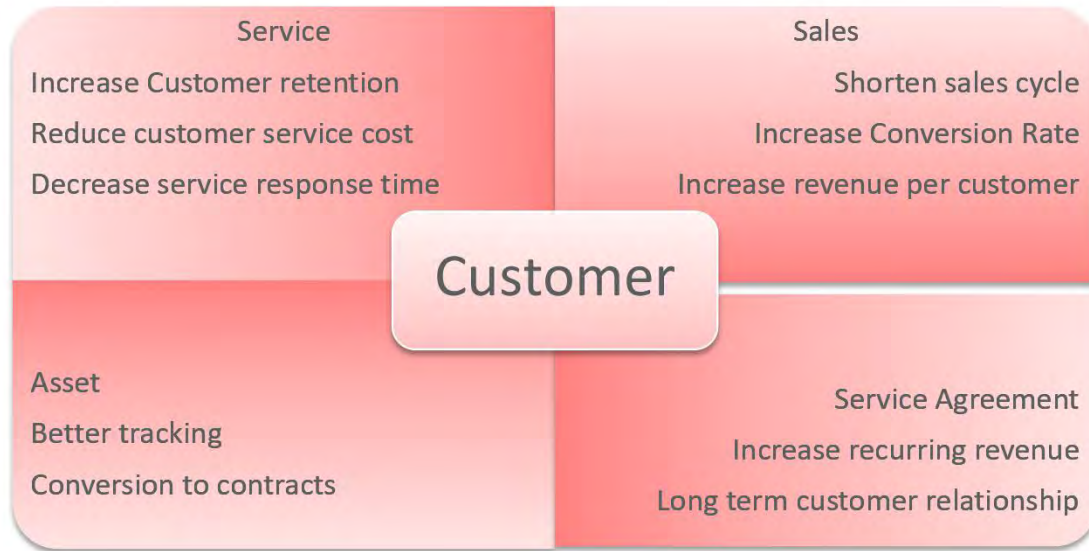 Service
Increase Customer retention
Reduce customer service cost
Decrease service response time
Sales
Shorten sales cycle
Increase Conversion Rate
Increase revenue per customer
Customer
Asset
Better tracking
Conversion to contracts
Service Agreement
Increase recurring revenue
Long term customer relationship